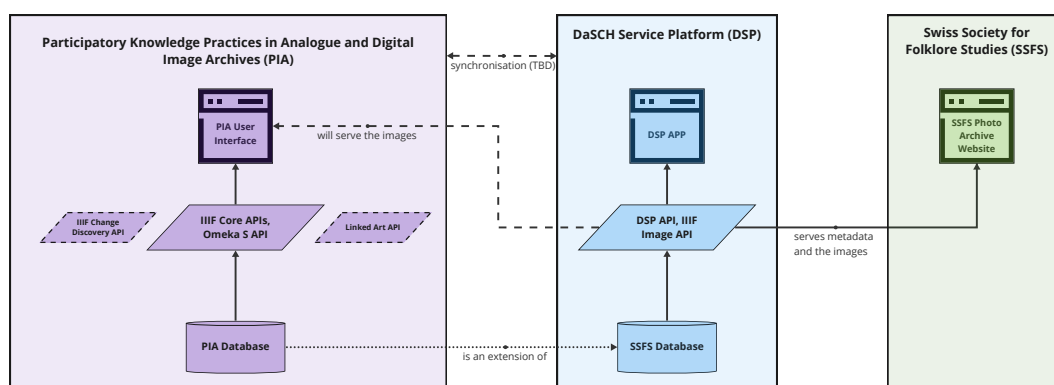 Participatory Knowledge Practices in Analogue and Digital
Image Archives (PIA)
synchronisation (TBD)
DaSCH Service Platform (DSP)
Swiss Society for
Folklore Studies (SSFS)
PIA User
Interface
will serve the images
DSP APP
SSFS Photo
Archive
Website
IIIF Change
Discovery API
IIIF Core APIs,
Omeka S API
Linked Art API
DSP API, IIIF
Image API
serves metadata
and the images
PIA Database
is an extension of
SSFS Database